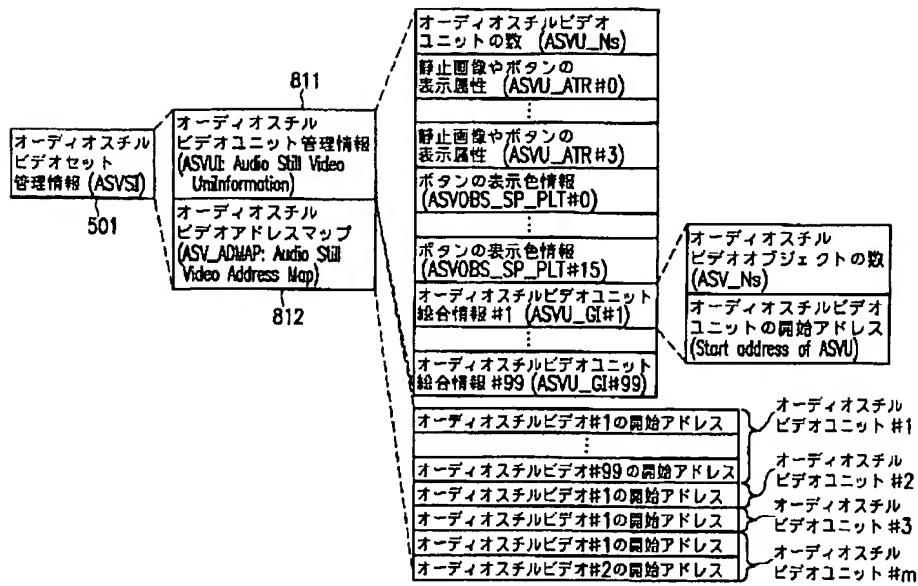 オーディオスチル
ビデオセット
管理情報 (ASVSI)
501
811
オーディオスチル
ビデオユニット管理情報
(ASVUI: Audio Still Video
UniInformation)
オーディオスチル
ビデオアドレスマップ
(ASV_ADMAP: Audio Still
Video Address Map)
812
オーディオスチルビデオ
ユニットの数 (ASVU_Ns)
静止画像やボタンの
表示属性 (ASVU_ATR#0)
⋮
静止画像やボタンの
表示属性 (ASVU_ATR#3)
ボタンの表示色情報
(ASVOBS_SP_PLT#0)
⋮
ボタンの表示色情報
(ASVOBS_SP_PLT#15)
オーディオスチルビデオユニット
総合情報 #1 (ASVU_GI#1)
⋮
オーディオスチルビデオユニット
総合情報 #99 (ASVU_GI#99)
オーディオスチル
ビデオオブジェクトの数
(ASV_Ns)
オーディオスチルビデオ
ユニットの開始アドレス
(Start address of ASVU)
オーディオスチルビデオ#1の開始アドレス
⋮
オーディオスチルビデオ#99の開始アドレス
オーディオスチルビデオ#1の開始アドレス
オーディオスチルビデオ#1の開始アドレス
オーディオスチルビデオ#1の開始アドレス
オーディオスチルビデオ#2の開始アドレス
オーディオスチル
ビデオユニット#1
オーディオスチル
ビデオユニット#2
オーディオスチル
ビデオユニット#3
オーディオスチル
ビデオユニット#m